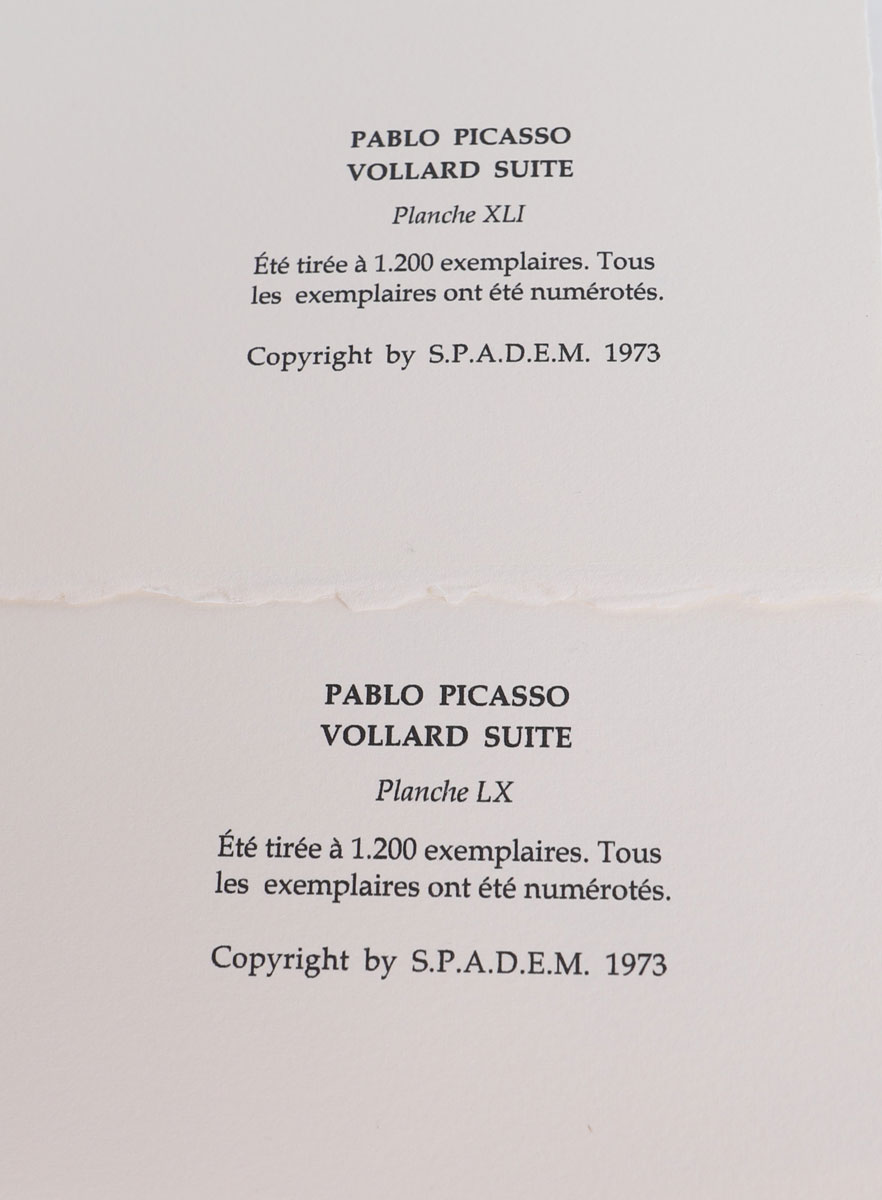 PABLO PICASSO
VOLLARD SUITE
Planche XLI
Été tirée à 1.200 exemplaires. Tous
les exemplaires ont été numérotés.
Copyright by S.P.A.D.E.M. 1973
PABLO PICASSO
VOLLARD SUITE
Planche LX
Été tirée à 1.200 exemplaires. Tous
les exemplaires ont été numérotés.
Copyright by S.P.A.D.E.M. 1973